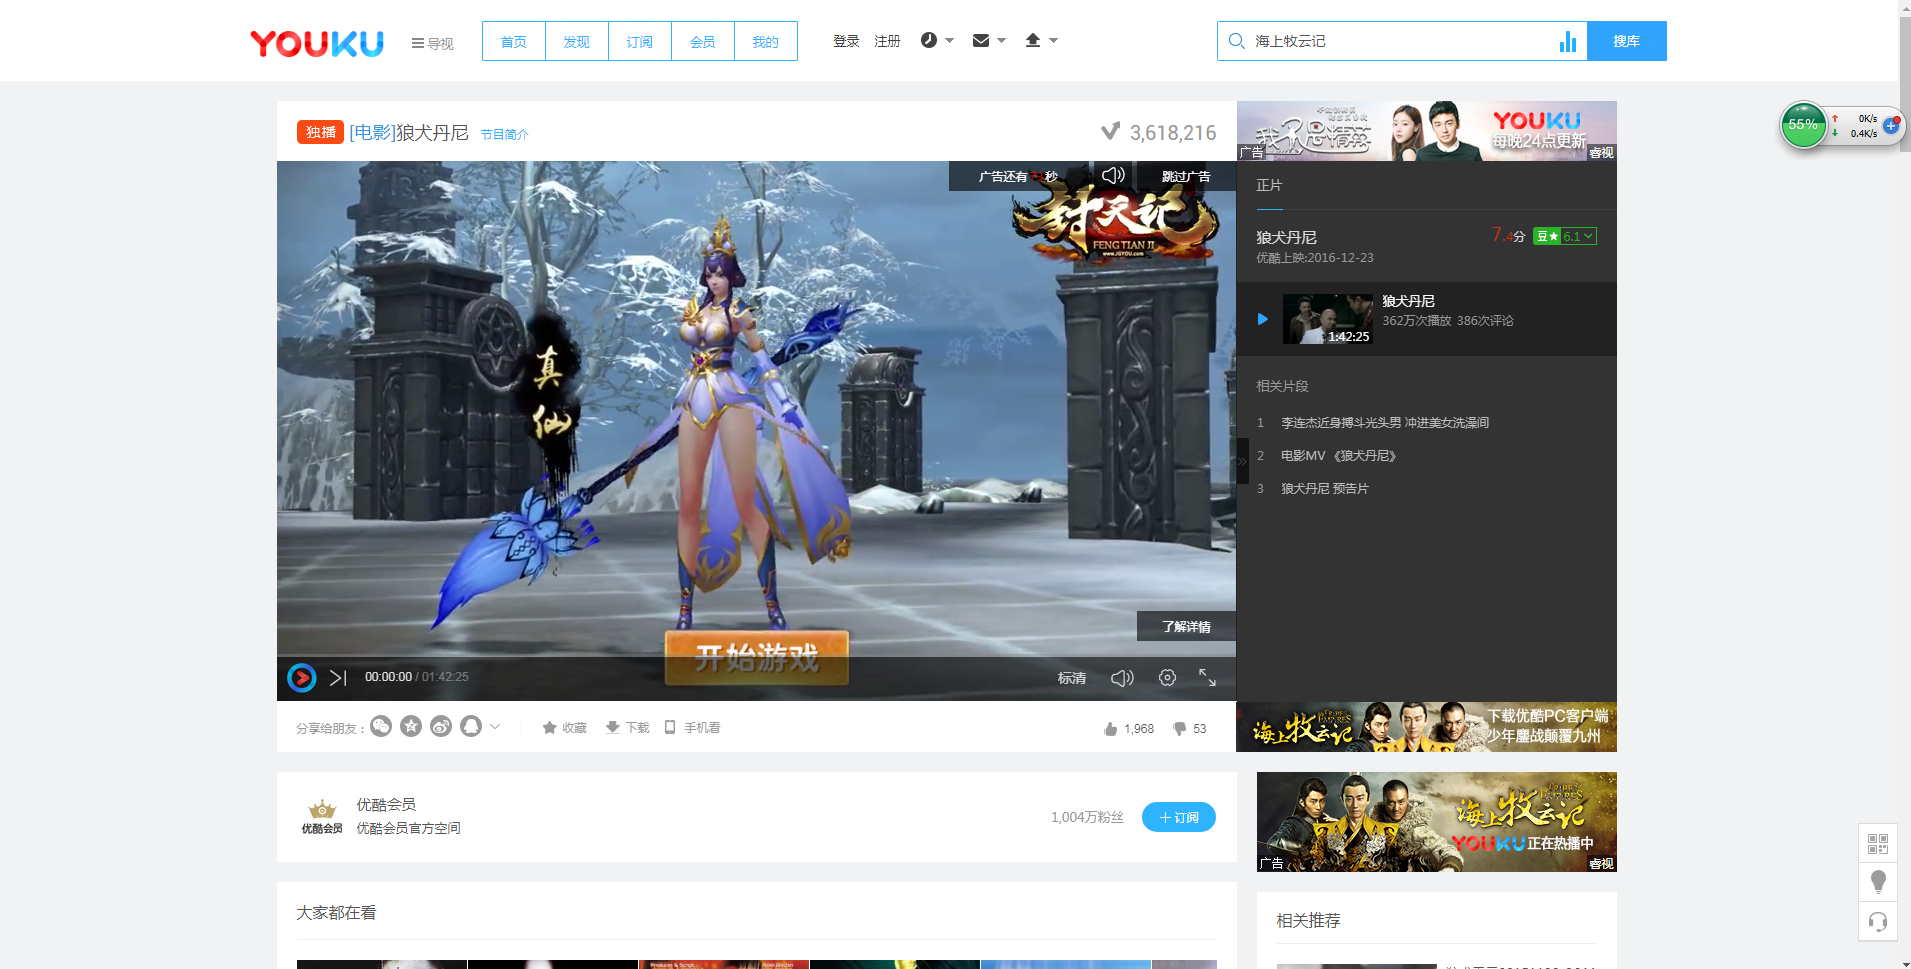 YOUKU
导视
首页
发现
订阅
会员
我的
登录
注册
海上牧云记
搜库
独播
[电影]狼犬丹尼
节目简介
3,618,216
YOUKU
每晚24点更新
广告
睿视
55%
0K/s
0.4K/s
广告还有
秒
跳过广告
封天记
FENG TIAN JI
www.JGYOU.com
真仙
了解详情
开始游戏
00:00:00 / 01:42:25
标清
正片
狼犬丹尼
7.4分
豆★ 6.1
优酷上映:2016-12-23
狼犬丹尼
362万次播放 386次评论
1:42:25
相关片段
1 李连杰近身搏斗光头男 冲进美女洗澡间
2 电影MV 《狼犬丹尼》
3 狼犬丹尼 预告片
分享给朋友 :
收藏
下载
手机看
1,968
53
海上牧云记
TRIBES EMPIRES
下载优酷PC客户端
少年鏖战颠覆九州
优酷会员
优酷会员
优酷会员官方空间
1,004万粉丝
订阅
TRIBES EMPIRES
海上牧云记
YOUKU正在热播中
广告
睿视
大家都在看
相关推荐